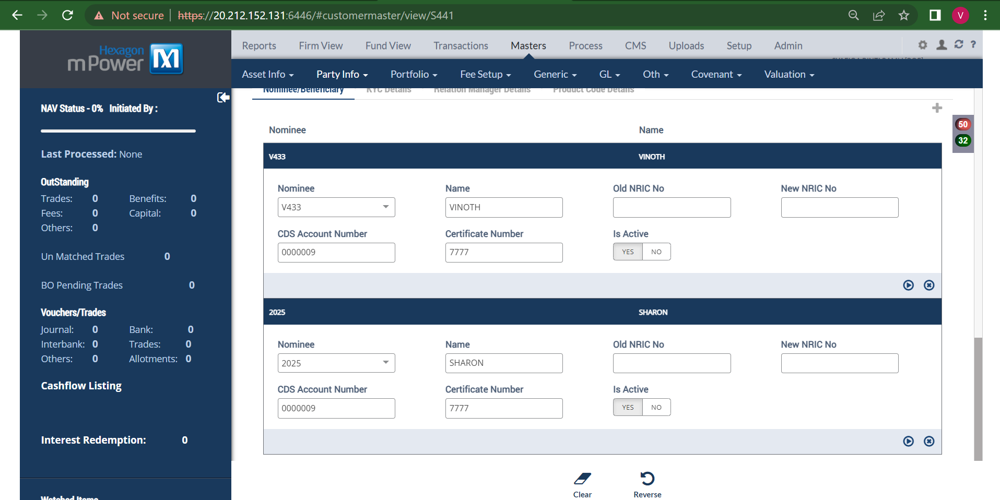 Not secure https://20.212.152.131:6446/#customermaster/view/S441
V
Hexagon
mPower
Reports Firm View Fund View Transactions Masters Process CMS Uploads Setup Admin
Asset Info Party Info Portfolio Fee Setup Generic GL Oth Covenant Valuation
Nominee/Beneficiary KYC Details Relation Manager Details Product Code Details
NAV Status - 0% Initiated By :
Last Processed: None
OutStanding
Trades: 0 Benefits: 0
Fees: 0 Capital: 0
Others: 0
Un Matched Trades 0
BO Pending Trades 0
Vouchers/Trades
Journal: 0 Bank: 0
Interbank: 0 Trades: 0
Others: 0 Allotments: 0
Cashflow Listing
Interest Redemption: 0
Watched Items
Nominee Name
50
32
V433 VINOTH
Nominee Name Old NRIC No New NRIC No
V433 VINOTH
CDS Account Number Certificate Number Is Active
0000009 7777 YES NO
2025 SHARON
Nominee Name Old NRIC No New NRIC No
2025 SHARON
CDS Account Number Certificate Number Is Active
0000009 7777 YES NO
Clear Reverse